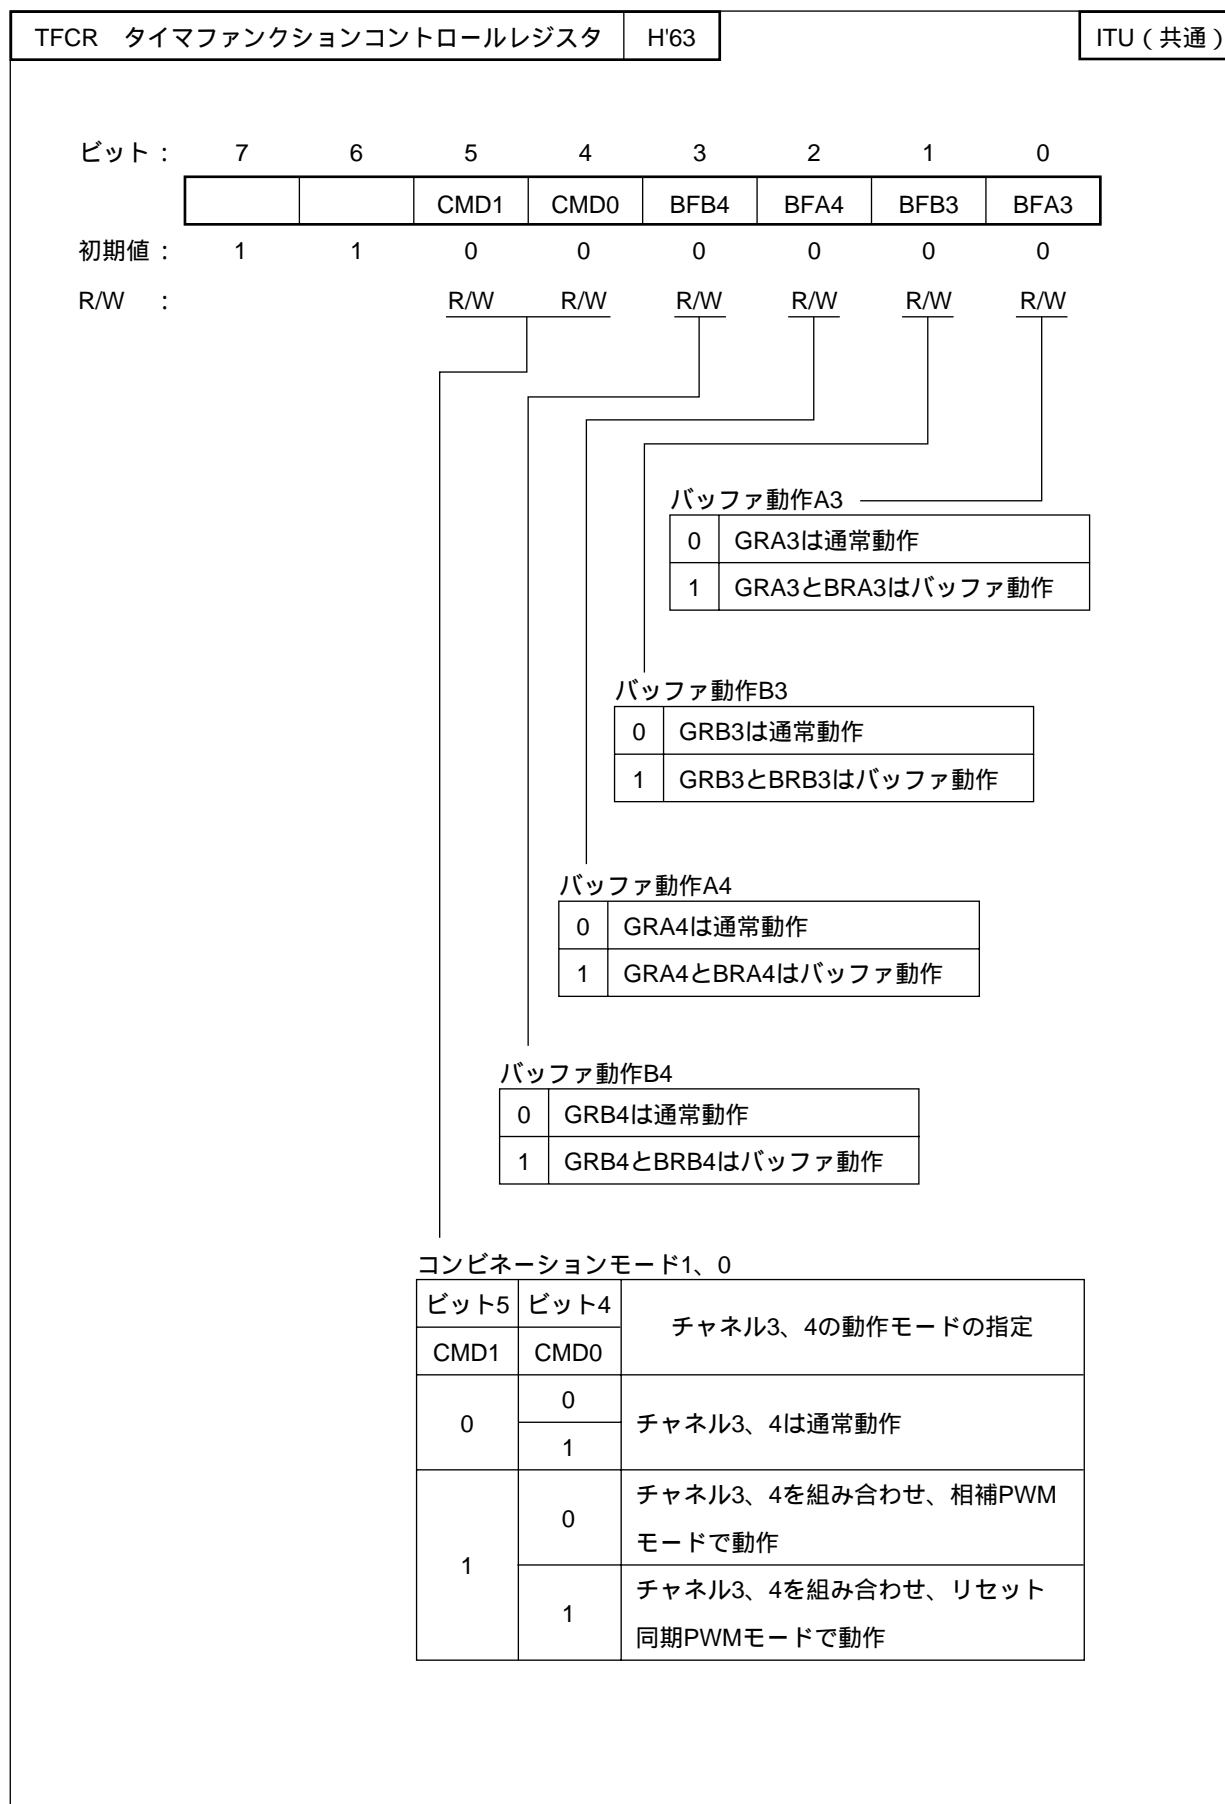 TFCR　タイマファンクションコントロールレジスタ H'63 ITU（共通）
ビット： 7 6 5 4 3 2 1 0
CMD1 CMD0 BFB4 BFA4 BFB3 BFA3
初期値： 1 1 0 0 0 0 0 0
R/W ： R/W R/W R/W R/W R/W R/W
バッファ動作A3
0 GRA3は通常動作
1 GRA3とBRA3はバッファ動作
バッファ動作B3
0 GRB3は通常動作
1 GRB3とBRB3はバッファ動作
バッファ動作A4
0 GRA4は通常動作
1 GRA4とBRA4はバッファ動作
バッファ動作B4
0 GRB4は通常動作
1 GRB4とBRB4はバッファ動作
コンビネーションモード1、0
ビット5 ビット4 チャネル3、4の動作モードの指定
CMD1 CMD0
0 0 チャネル3、4は通常動作
1
1 0 チャネル3、4を組み合わせ、相補PWM
モードで動作
1 チャネル3、4を組み合わせ、リセット
同期PWMモードで動作